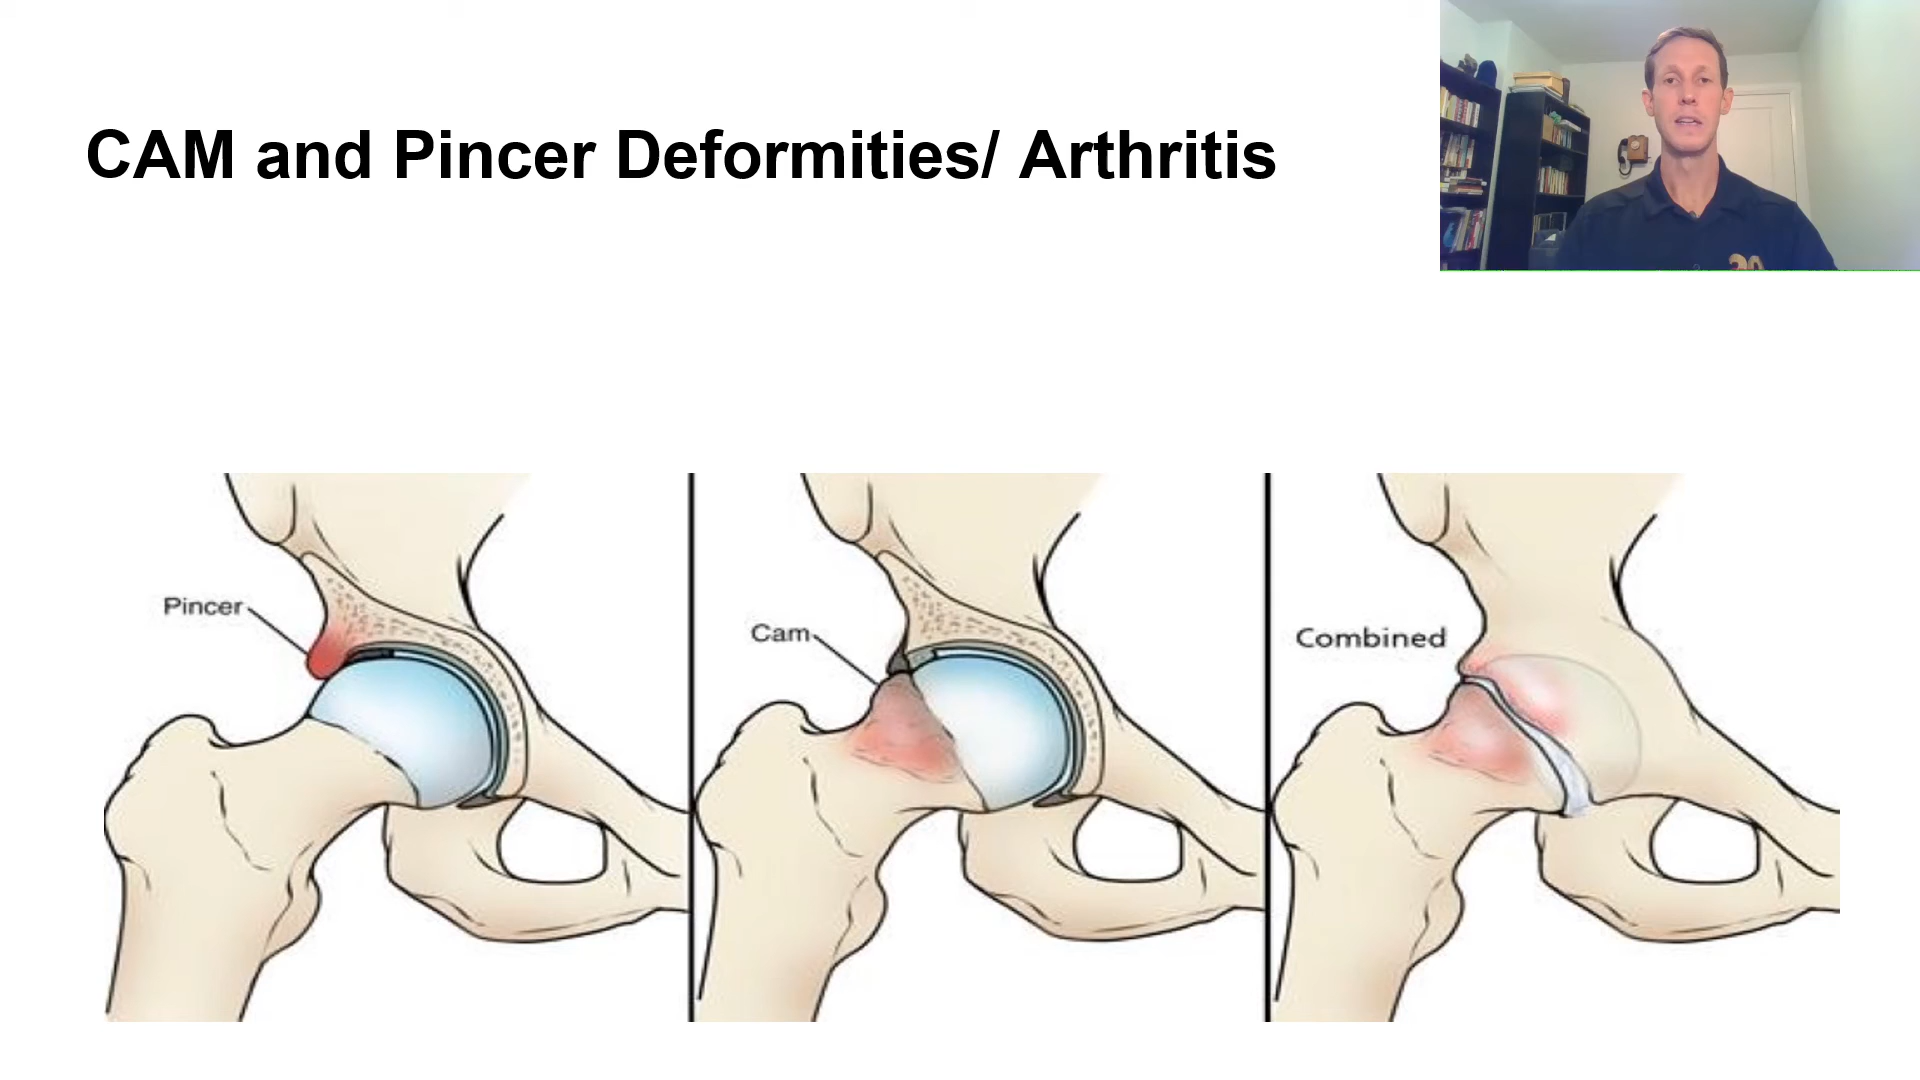 CAM and Pincer Deformities/ Arthritis
Pincer
Cam
Combined